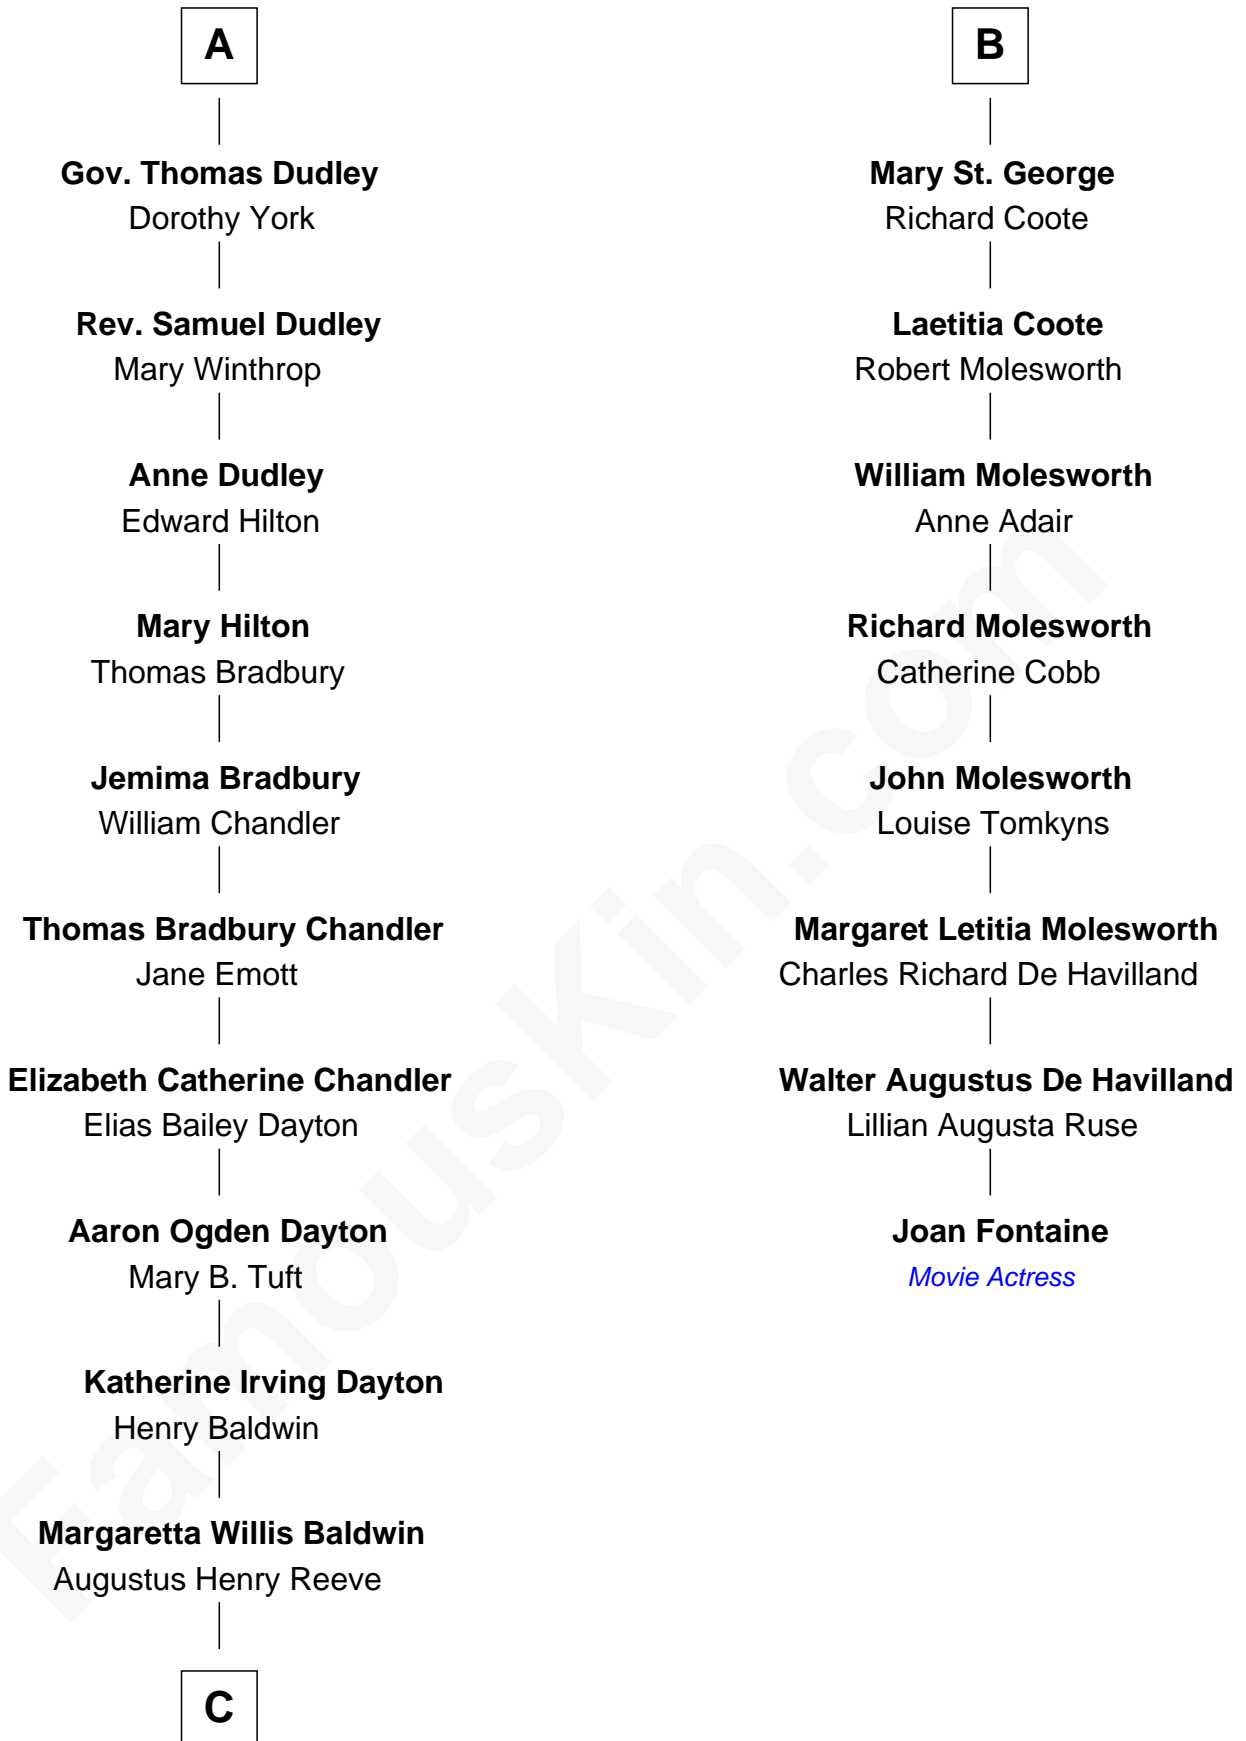 A
Gov. Thomas Dudley
Dorothy York
Rev. Samuel Dudley
Mary Winthrop
Anne Dudley
Edward Hilton
Mary Hilton
Thomas Bradbury
Jemima Bradbury
William Chandler
Thomas Bradbury Chandler
Jane Emott
Elizabeth Catherine Chandler
Elias Bailey Dayton
Aaron Ogden Dayton
Mary B. Tuft
Katherine Irving Dayton
Henry Baldwin
Margaretta Willis Baldwin
Augustus Henry Reeve
C
B
Mary St. George
Richard Coote
Laetitia Coote
Robert Molesworth
William Molesworth
Anne Adair
Richard Molesworth
Catherine Cobb
John Molesworth
Louise Tomkyns
Margaret Letitia Molesworth
Charles Richard De Havilland
Walter Augustus De Havilland
Lillian Augusta Ruse
Joan Fontaine
Movie Actress
FamousKin.com